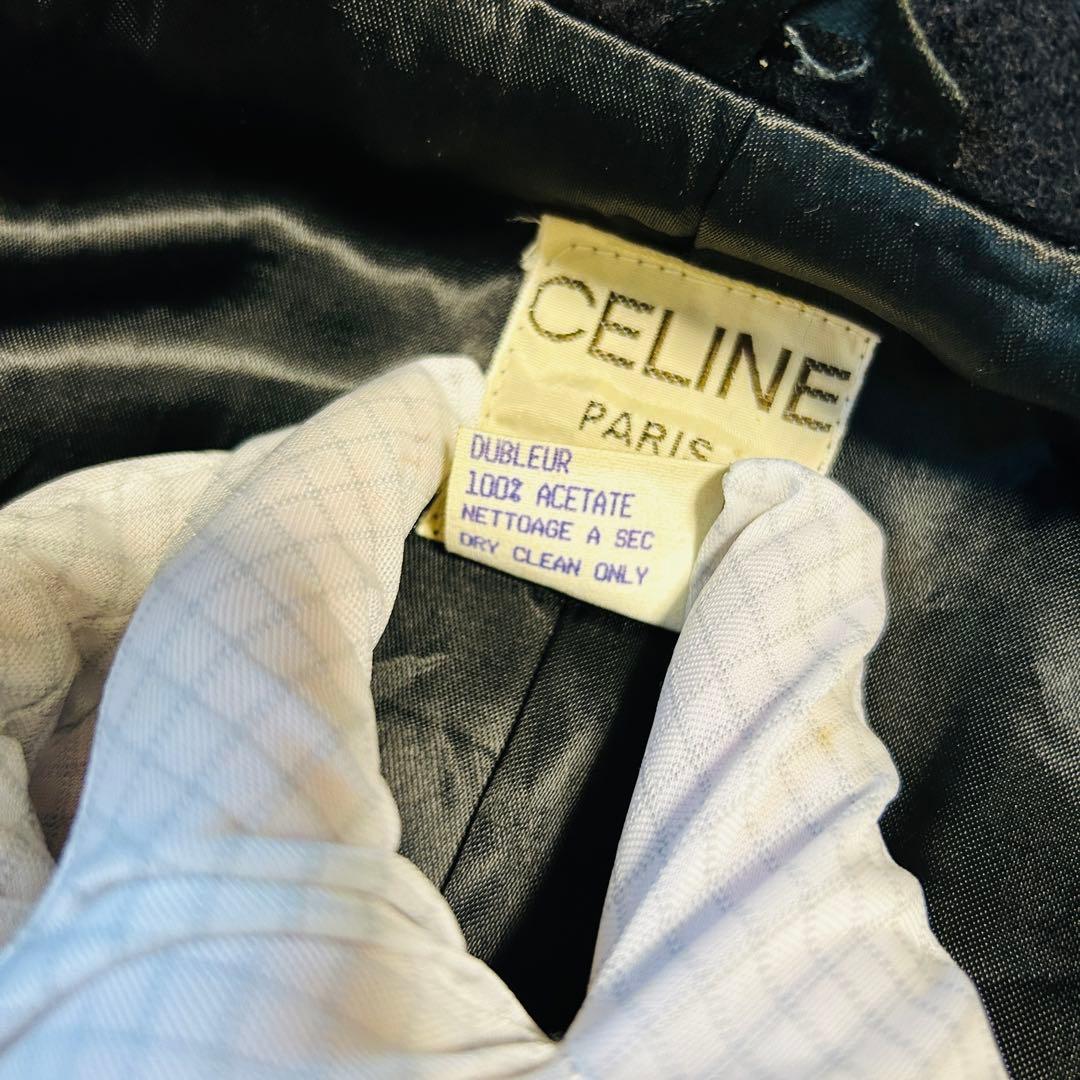 CELINE
PARIS
DUBLEUR
100% ACETATE
NETTOAGE A SEC
DRY CLEAN ONLY